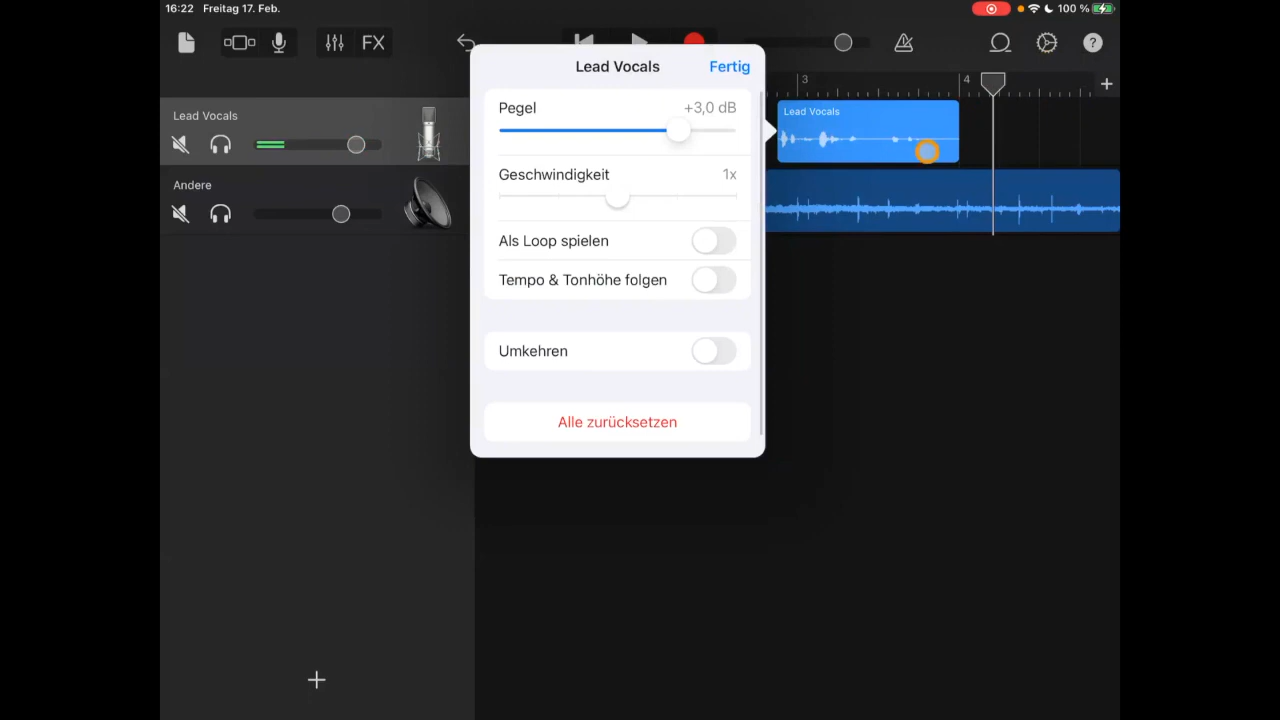 16:22 Freitag 17. Feb.
100 %
FX
?
Lead Vocals
Fertig
3
4
+
Lead Vocals
Pegel
+3,0 dB
Lead Vocals
Geschwindigkeit
1x
Andere
Als Loop spielen
Tempo & Tonhöhe folgen
Umkehren
Alle zurücksetzen
+